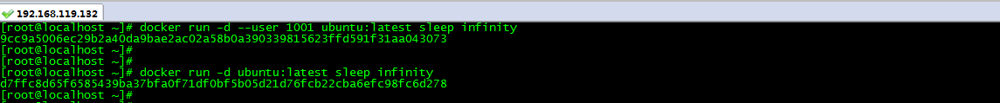 192.168.119.132
[root@localhost ~]# docker run -d --user 1001 ubuntu:latest sleep infinity
9cc9a5006ec29b2a40da9bae2ac02a58b0a390339815623ffd591f31aa043073
[root@localhost ~]#
[root@localhost ~]#
[root@localhost ~]# docker run -d ubuntu:latest sleep infinity
d7ffc8d65f6585439ba37bfa0f71df0bf5b05d21d76fcb22cba6efc98fc6d278
[root@localhost ~]#